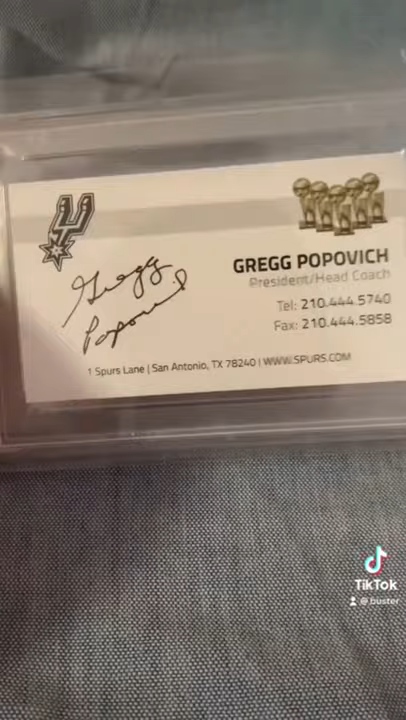 Gregg
Popovich
GREGG POPOVICH
President/Head Coach
Tel: 210.444.5740
Fax: 210.444.5858
1 Spurs Lane | San Antonio, TX 78240 | WWW.SPURS.COM
TikTok
@buster